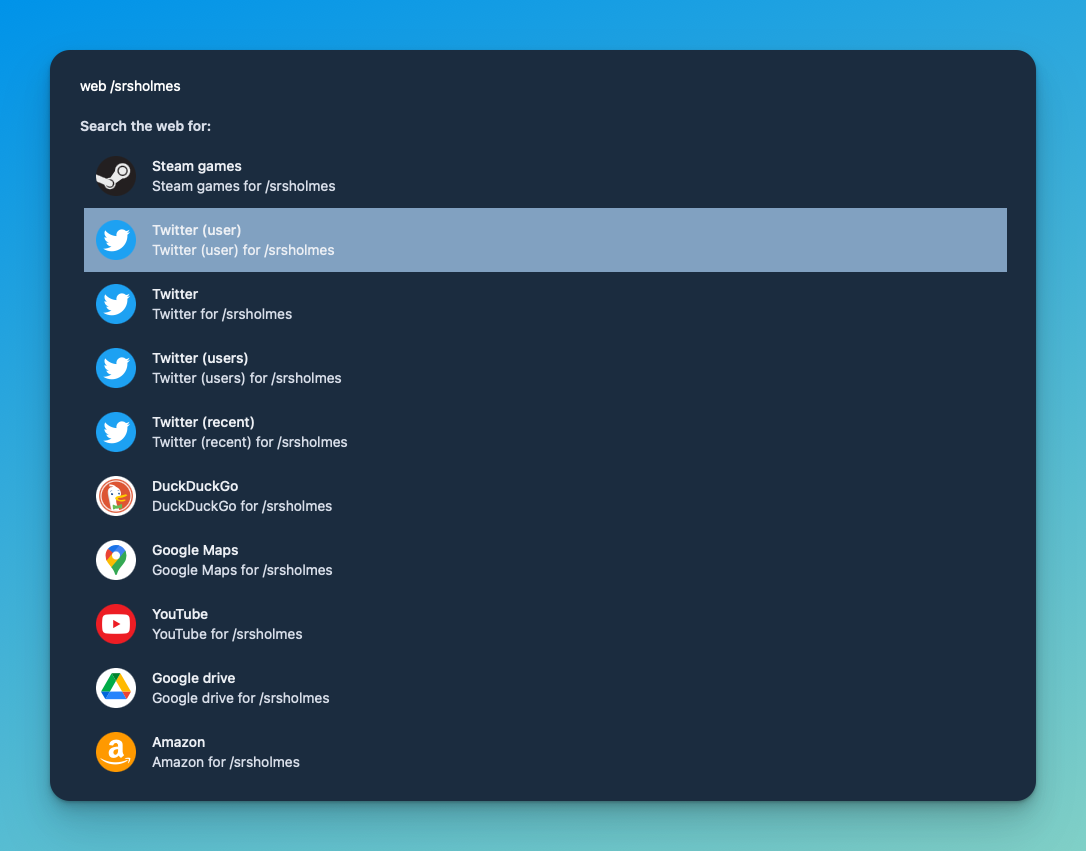 web /srsholmes
Search the web for:
Steam games
Steam games for /srsholmes
Twitter (user)
Twitter (user) for /srsholmes
Twitter
Twitter for /srsholmes
Twitter (users)
Twitter (users) for /srsholmes
Twitter (recent)
Twitter (recent) for /srsholmes
DuckDuckGo
DuckDuckGo for /srsholmes
Google Maps
Google Maps for /srsholmes
YouTube
YouTube for /srsholmes
Google drive
Google drive for /srsholmes
Amazon
Amazon for /srsholmes